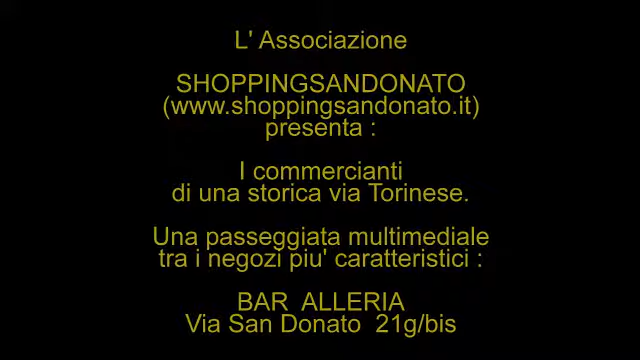 L' Associazione
SHOPPINGSANDONATO
(www.shoppingsandonato.it)
presenta :
I commercianti
di una storica via Torinese.
Una passeggiata multimediale
tra i negozi piu' caratteristici :
BAR ALLERIA
Via San Donato 21g/bis